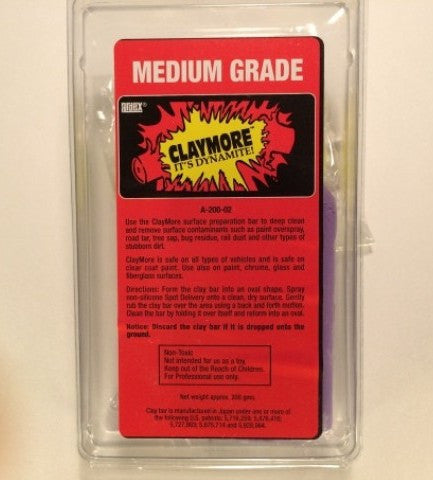 MEDIUM GRADE
CLAYMORE
IT'S DYNAMITE!
A-200-02
Use the ClayMore surface preparation bar to deep clean
and remove surface contaminants such as paint overspray,
road tar, tree sap, bug residue, rail dust and other types of
stubborn dirt.
ClayMore is safe on all types of vehicles and is safe on
clear coat paint. Use also on paint, chrome, glass and
fiberglass surfaces.
Directions: Form the clay bar into an oval shape. Spray
non-silicone Spot Delivery onto a clean, dry surface. Gently
rub the clay bar over the area using a back and forth motion.
Clean the bar by folding it over itself and reform into an oval.
Notice: Discard the clay bar if it is dropped onto the
ground.
Non-Toxic
Not intended for us as a toy.
Keep out of the Reach of Children.
For Professional use only.
Net weight approx. 200 gms.
Clay bar is manufactured in Japan under one or more of
the following U.S. patents: